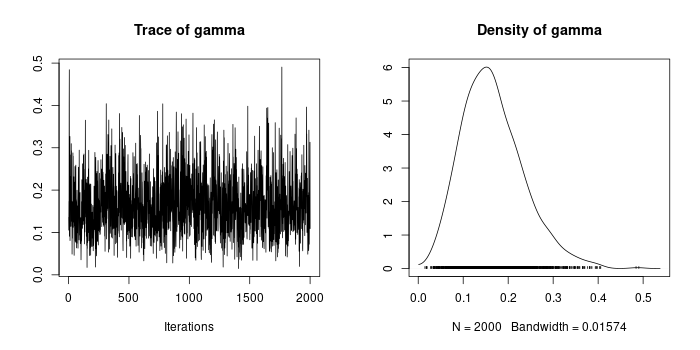 Trace of gamma
0.5
0.4
0.3
0.2
0.1
0.0
0 500 1000 1500 2000
Iterations
Density of gamma
6
5
4
3
2
1
0
0.0 0.1 0.2 0.3 0.4 0.5
N = 2000 Bandwidth = 0.01574